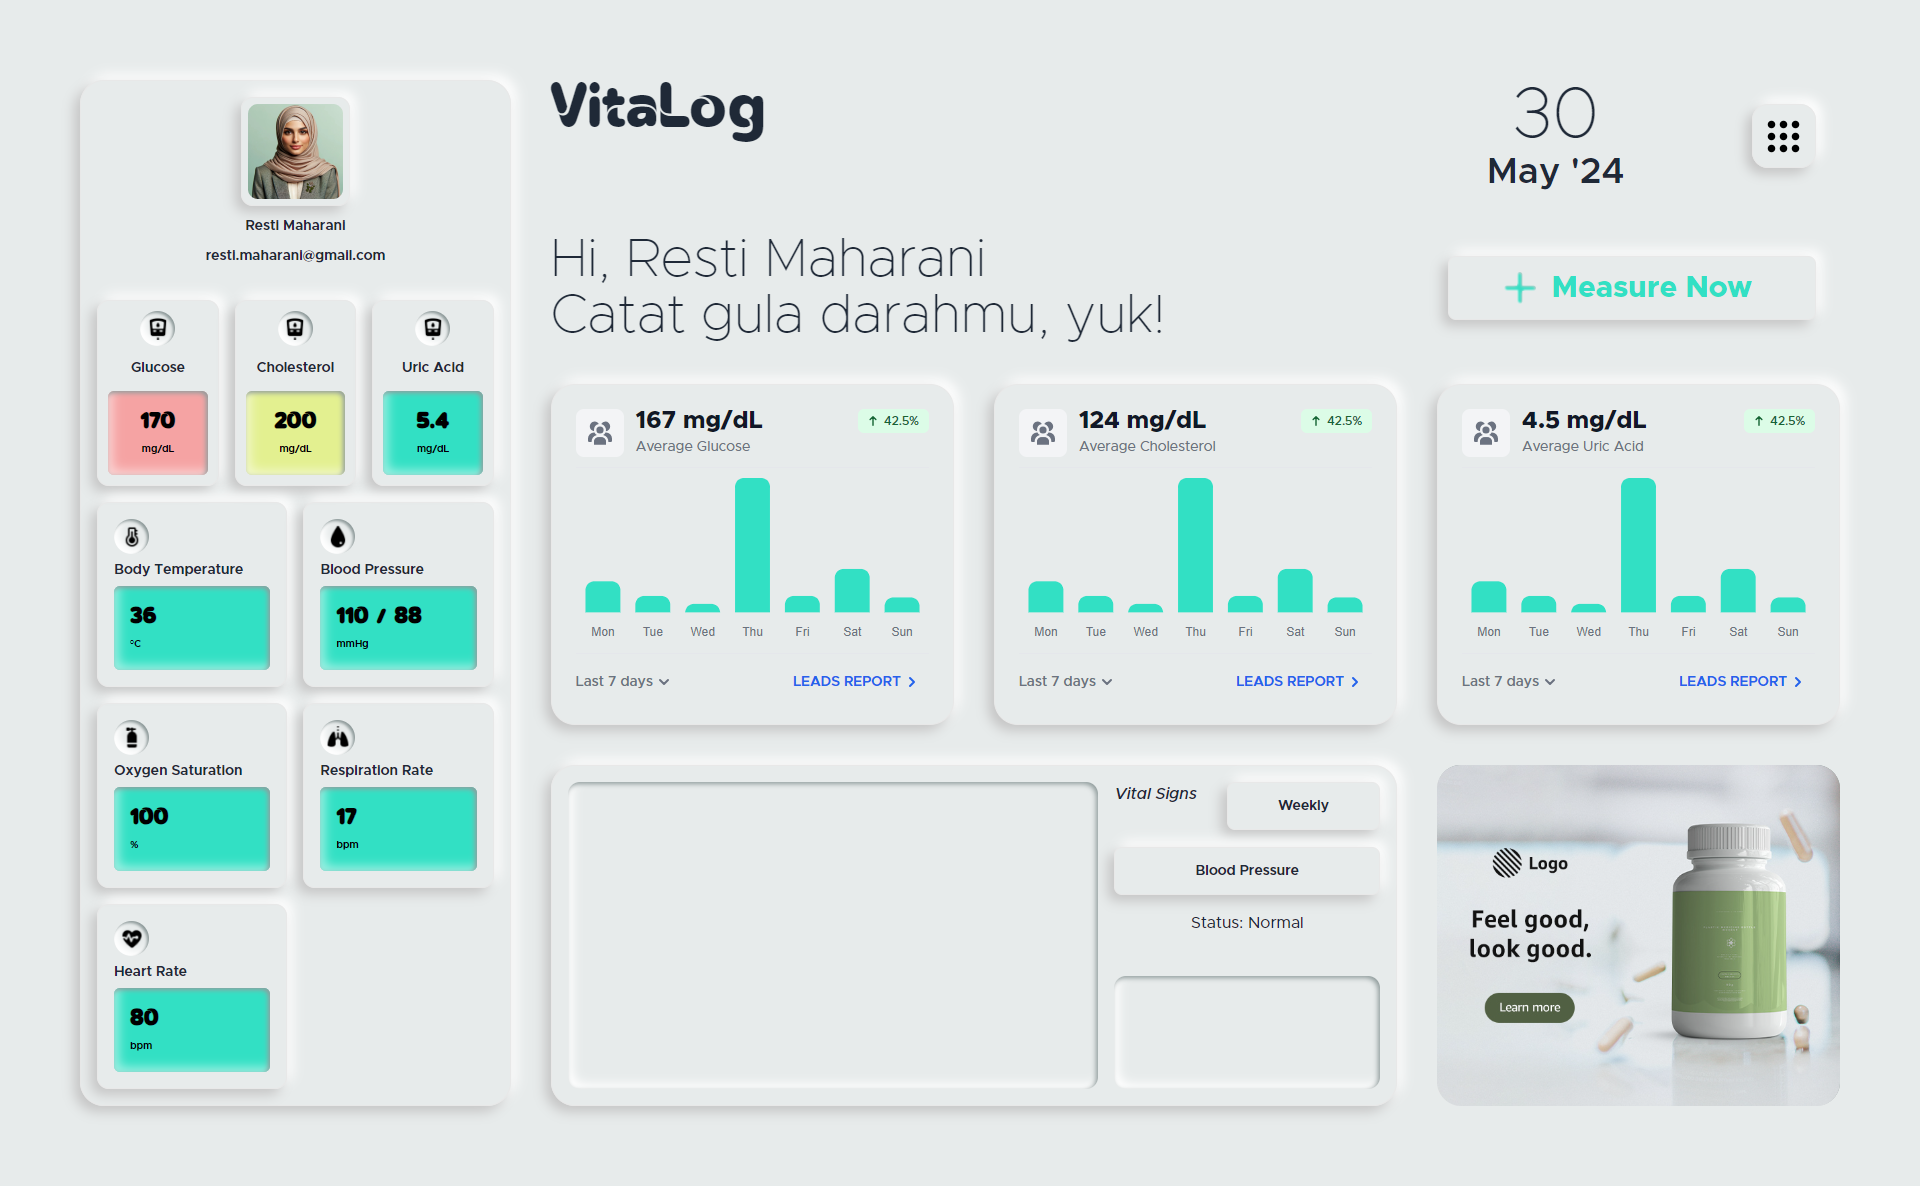 VitaLog
30
May '24
Resti Maharani
resti.maharani@gmail.com
Hi, Resti Maharani
Catat gula darahmu, yuk!
Measure Now
Glucose
170
mg/dL
Cholesterol
200
mg/dL
Uric Acid
5.4
mg/dL
Body Temperature
36
°C
Blood Pressure
110 / 88
mmHg
Oxygen Saturation
100
%
Respiration Rate
17
bpm
Heart Rate
80
bpm
167 mg/dL
Average Glucose
42.5%
Mon Tue Wed Thu Fri Sat Sun
Last 7 days
LEADS REPORT
124 mg/dL
Average Cholesterol
42.5%
Mon Tue Wed Thu Fri Sat Sun
Last 7 days
LEADS REPORT
4.5 mg/dL
Average Uric Acid
42.5%
Mon Tue Wed Thu Fri Sat Sun
Last 7 days
LEADS REPORT
Vital Signs
Weekly
Blood Pressure
Status: Normal
Logo
Feel good,
look good.
Learn more